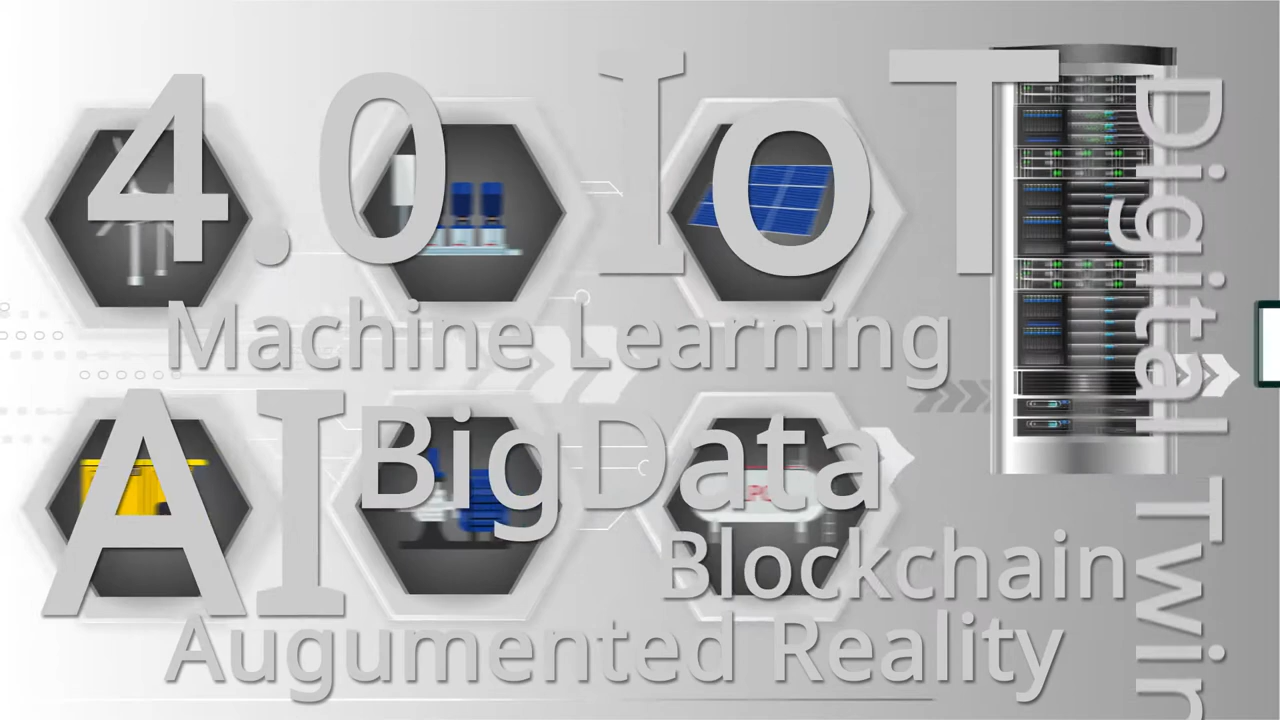 4.0 IoT
Machine Learning
AI BigData
Blockchain
Augumented Reality
Digital Twin